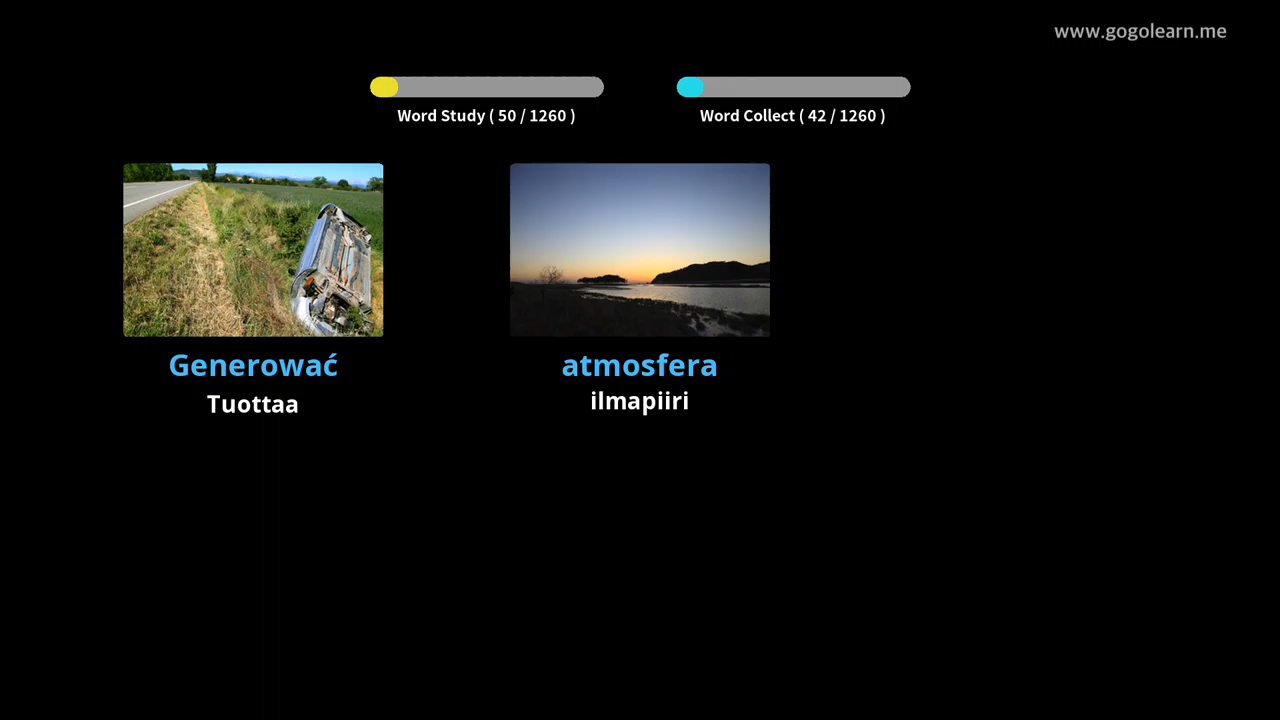 www.gogolearn.me
Word Study ( 50 / 1260 )
Word Collect ( 42 / 1260 )
Generować
Tuottaa
atmosfera
ilmapiiri